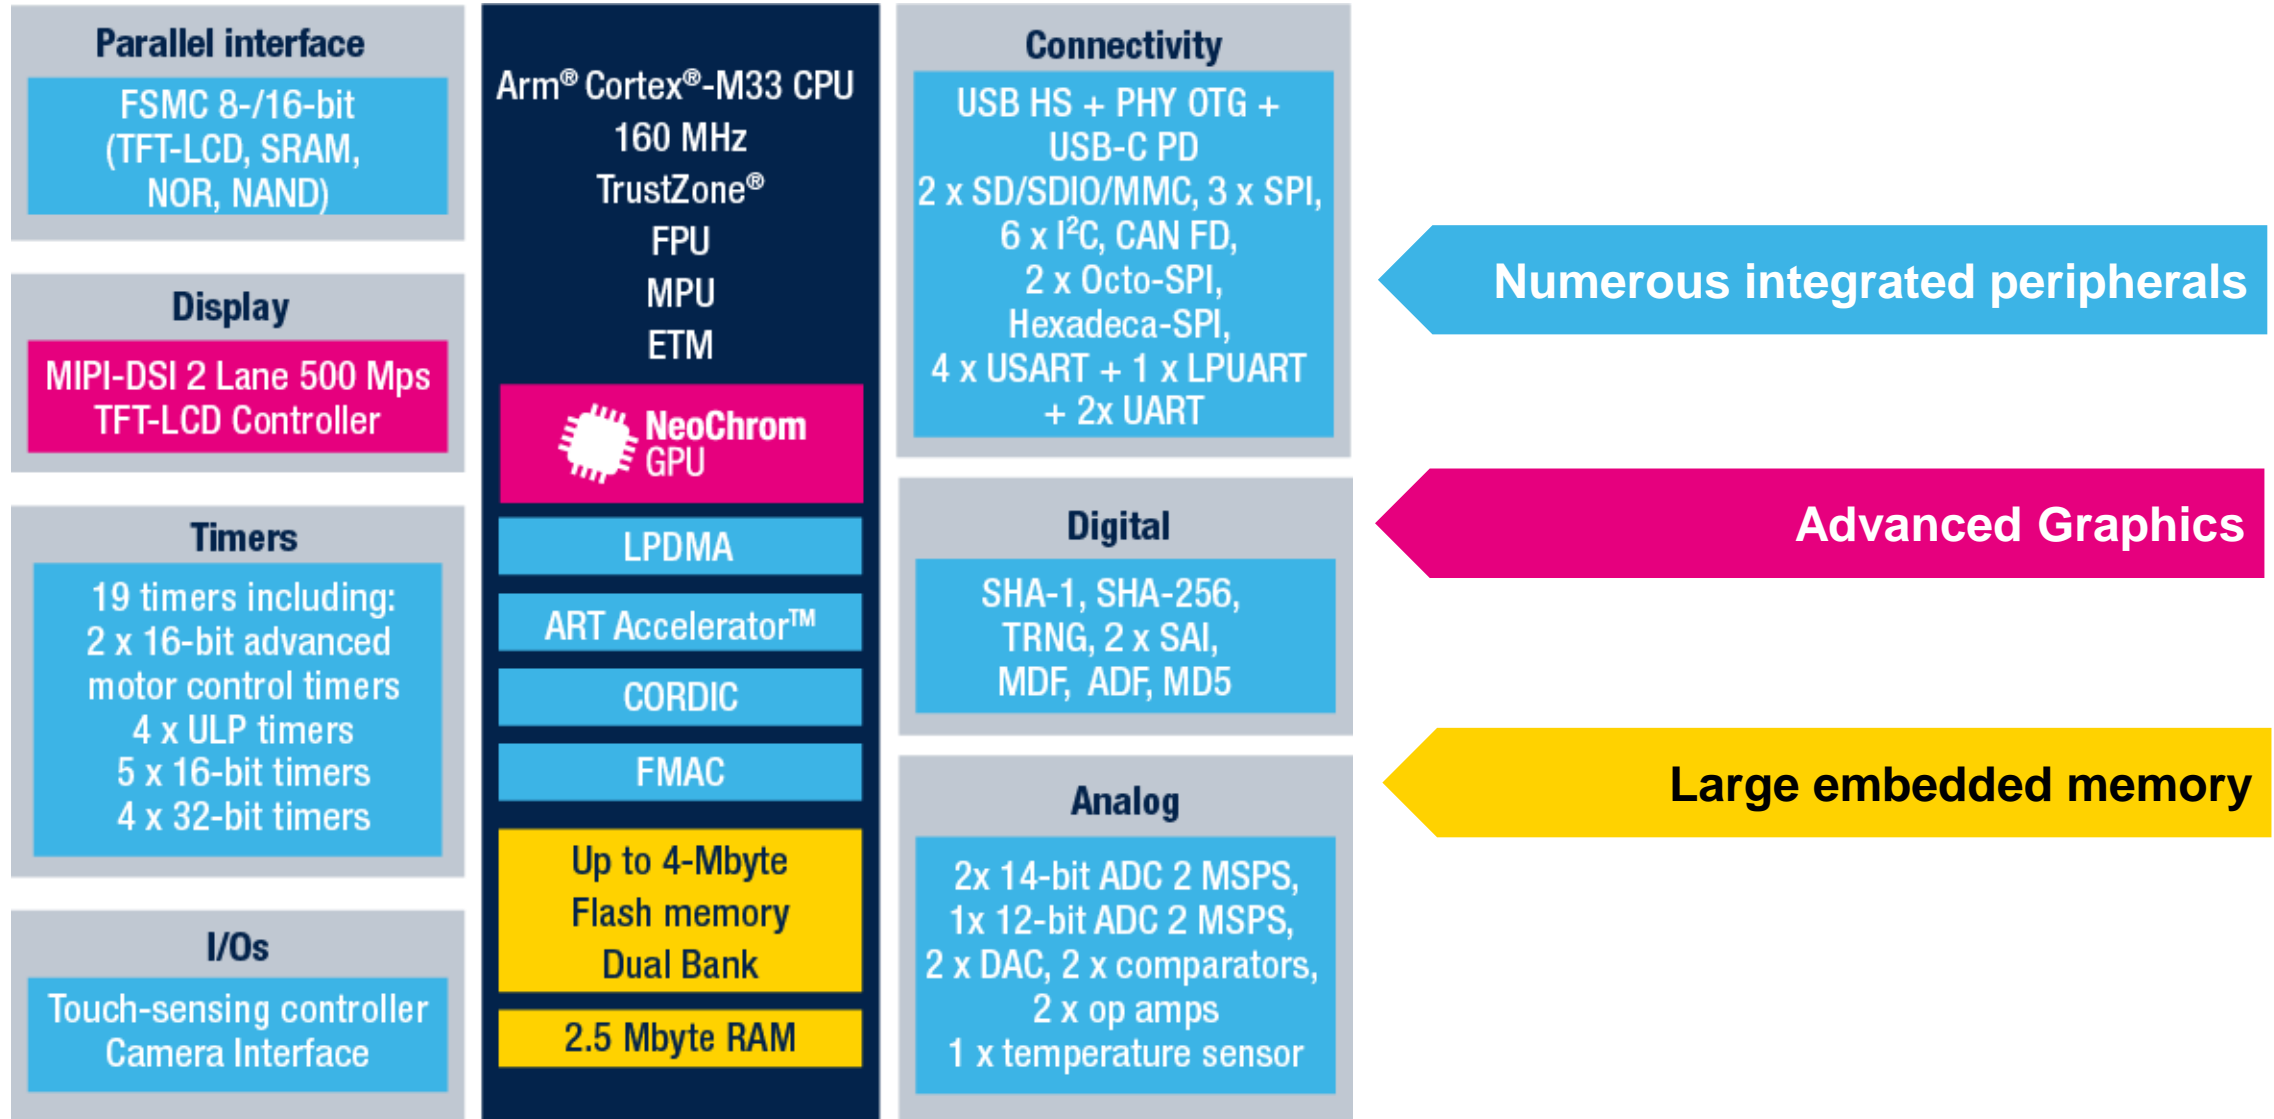 Parallel interface
FSMC 8-/16-bit
(TFT-LCD, SRAM,
NOR, NAND)
Display
MIPI-DSI 2 Lane 500 Mps
TFT-LCD Controller
Timers
19 timers including:
2 x 16-bit advanced
motor control timers
4 x ULP timers
5 x 16-bit timers
4 x 32-bit timers
I/Os
Touch-sensing controller
Camera Interface
Arm® Cortex®-M33 CPU
160 MHz
TrustZone®
FPU
MPU
ETM
NeoChrom
GPU
LPDMA
ART Accelerator™
CORDIC
FMAC
Up to 4-Mbyte
Flash memory
Dual Bank
2.5 Mbyte RAM
Connectivity
USB HS + PHY OTG +
USB-C PD
2 x SD/SDIO/MMC, 3 x SPI,
6 x I²C, CAN FD,
2 x Octo-SPI,
Hexadeca-SPI,
4 x USART + 1 x LPUART
+ 2x UART
Digital
SHA-1, SHA-256,
TRNG, 2 x SAI,
MDF, ADF, MD5
Analog
2x 14-bit ADC 2 MSPS,
1x 12-bit ADC 2 MSPS,
2 x DAC, 2 x comparators,
2 x op amps
1 x temperature sensor
Numerous integrated peripherals
Advanced Graphics
Large embedded memory